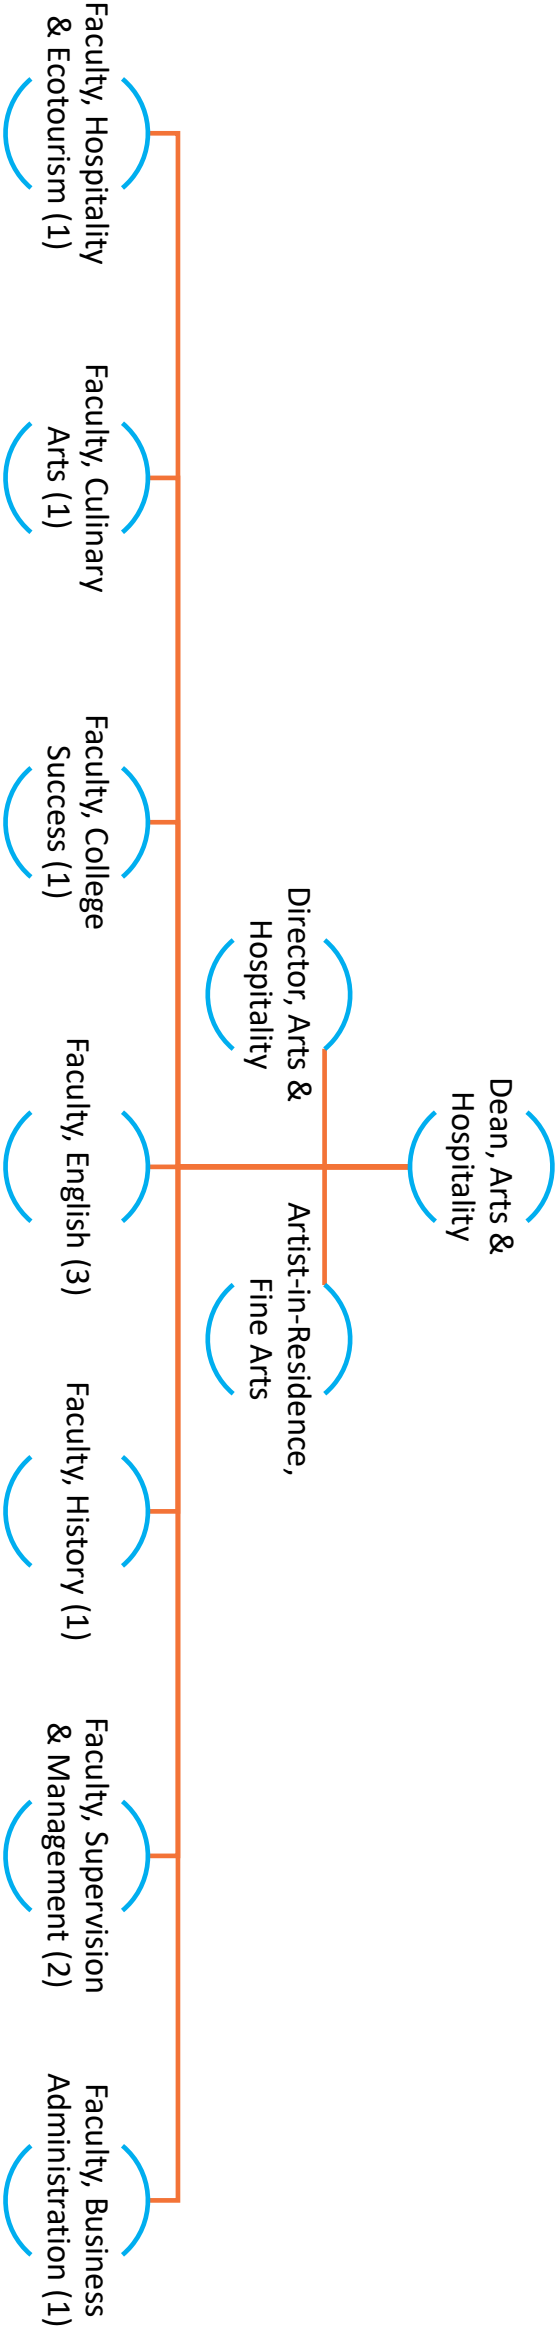 Dean, Arts &
Hospitality
Director, Arts &
Hospitality
Artist-in-Residence,
Fine Arts
Faculty, Hospitality
& Ecotourism (1)
Faculty, Culinary
Arts (1)
Faculty, College
Success (1)
Faculty, English (3)
Faculty, History (1)
Faculty, Supervision
& Management (2)
Faculty, Business
Administration (1)